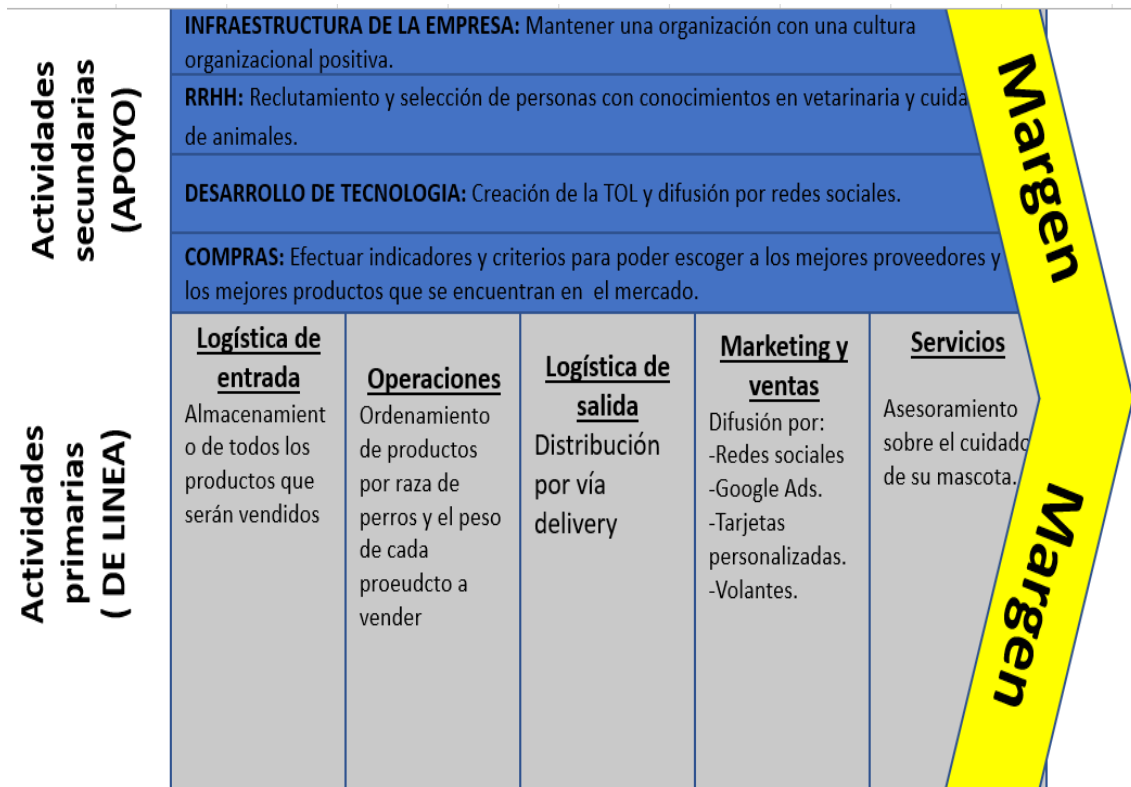 Actividades
secundarias
(APOYO)
INFRAESTRUCTURA DE LA EMPRESA: Mantener una organización con una cultura
organizacional positiva.
RRHH: Reclutamiento y selección de personas con conocimientos en vetarinaria y cuida
de animales.
DESARROLLO DE TECNOLOGIA: Creación de la TOL y difusión por redes sociales.
COMPRAS: Efectuar indicadores y criterios para poder escoger a los mejores proveedores y
los mejores productos que se encuentran en el mercado.
Margen
Actividades
primarias
( DE LINEA)
Logística de
entrada
Almacenamient
o de todos los
productos que
serán vendidos
Operaciones
Ordenamiento
de productos
por raza de
perros y el peso
de cada
proeudcto a
vender
Logística de
salida
Distribución
por vía
delivery
Marketing y
ventas
Difusión por:
-Redes sociales
-Google Ads.
-Tarjetas
personalizadas.
-Volantes.
Servicios
Asesoramiento
sobre el cuidado
de su mascota.
Margen